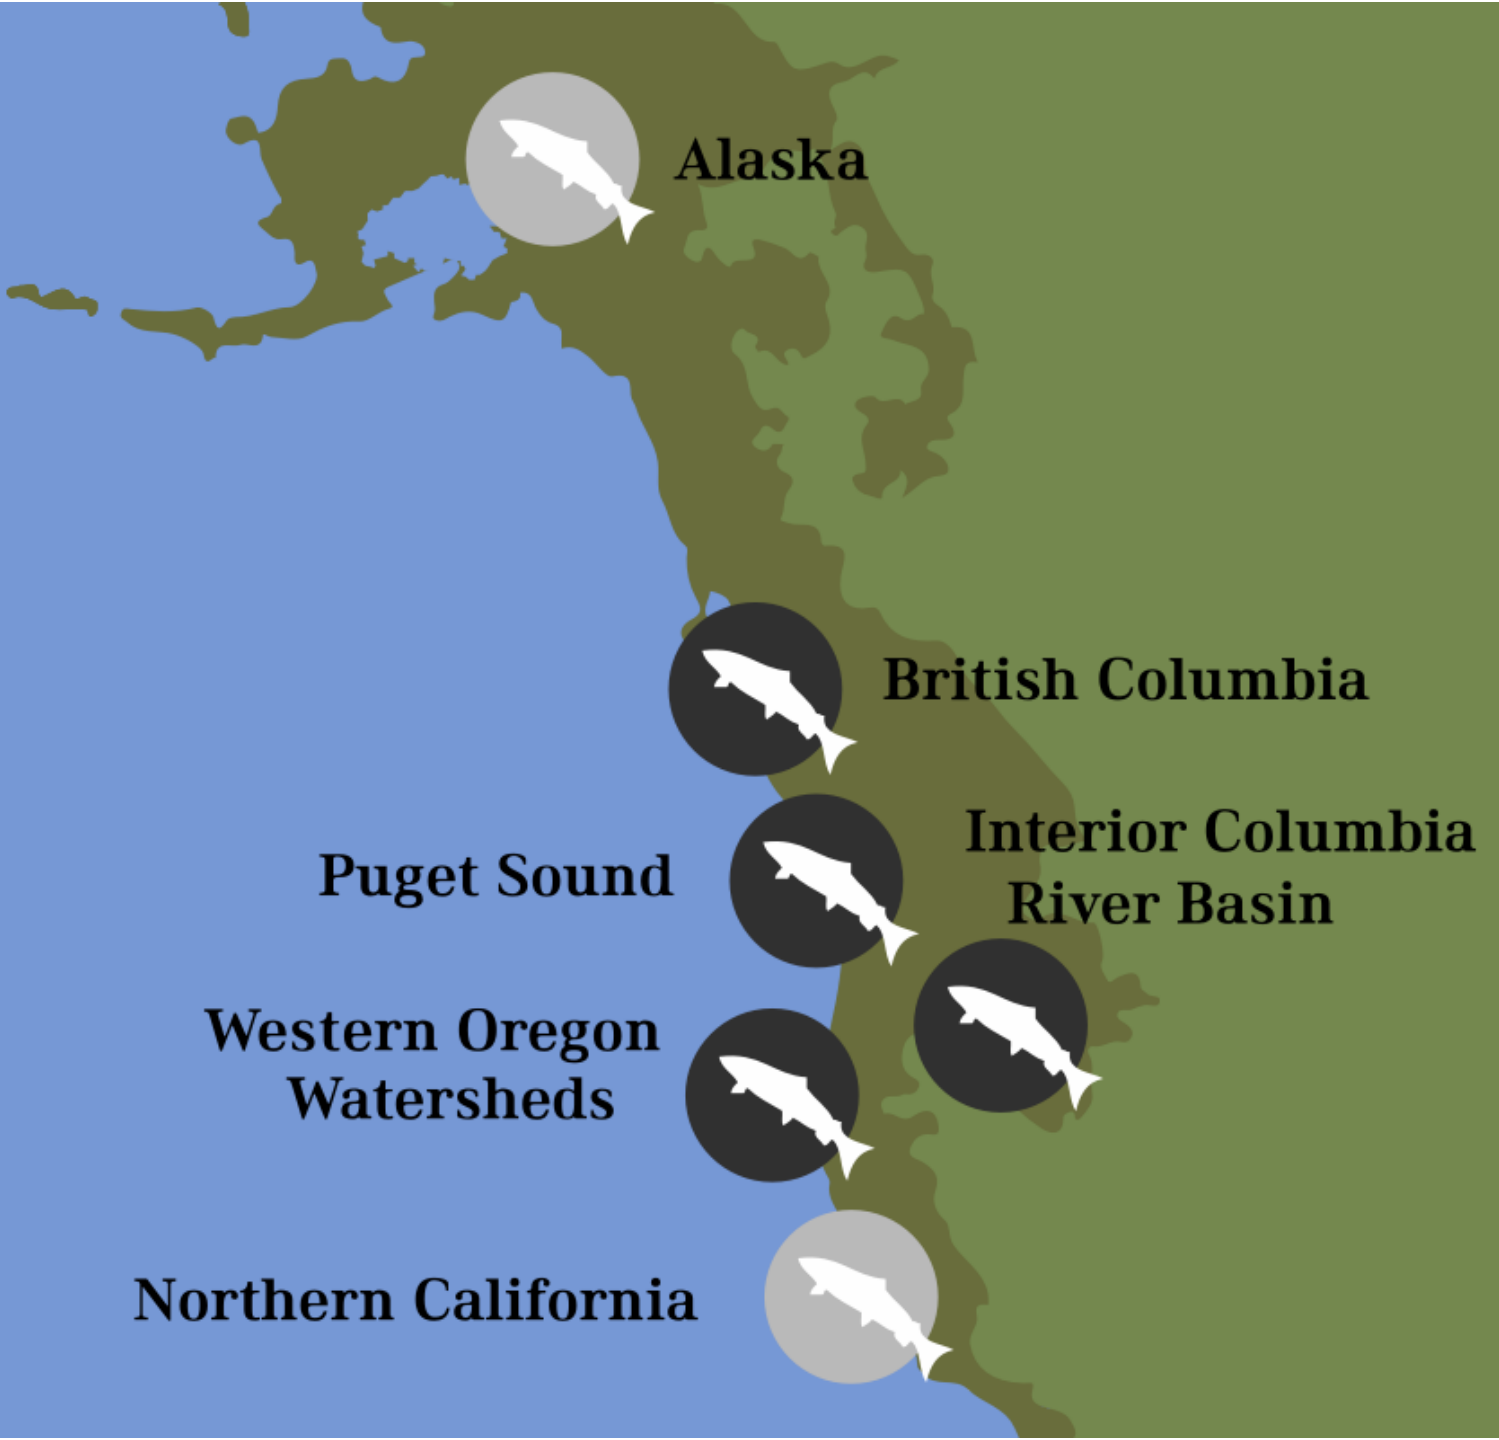 Alaska
British Columbia
Interior Columbia
River Basin
Puget Sound
Western Oregon
Watersheds
Northern California